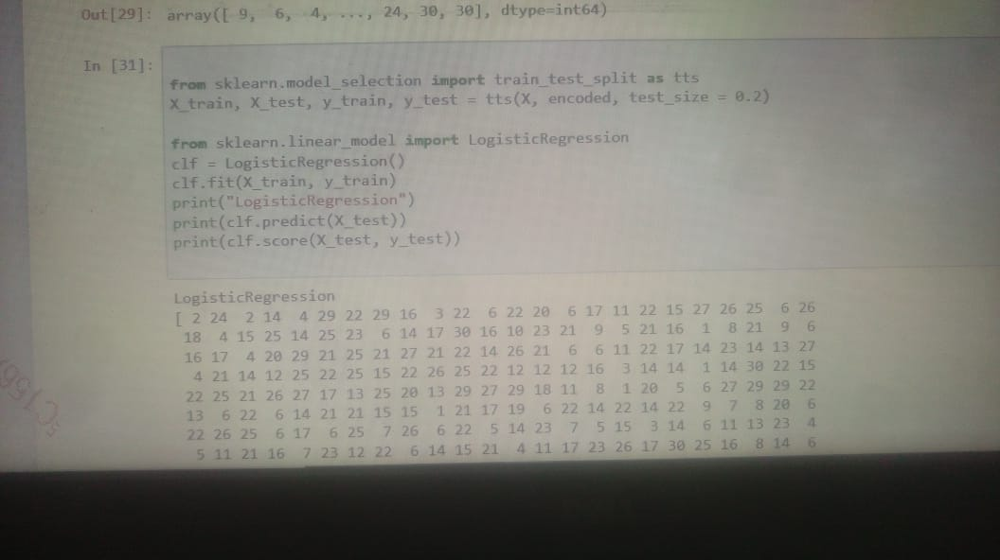 Out[29]: array([ 9, 6, 4, ..., 24, 30, 30], dtype=int64)
In [31]:
from sklearn.model_selection import train_test_split as tts
X_train, X_test, y_train, y_test = tts(X, encoded, test_size = 0.2)
from sklearn.linear_model import LogisticRegression
clf = LogisticRegression()
clf.fit(X_train, y_train)
print("LogisticRegression")
print(clf.predict(X_test))
print(clf.score(X_test, y_test))
LogisticRegression
[ 2 24 2 14 4 29 22 29 16 3 22 6 22 20 6 17 11 22 15 27 26 25 6 26
18 4 15 25 14 25 23 6 14 17 30 16 10 23 21 9 5 21 16 1 8 21 9 6
16 17 4 20 29 21 25 21 27 21 22 14 26 21 6 6 11 22 17 14 23 14 13 27
4 21 14 12 25 22 25 15 22 26 25 22 12 12 12 16 3 14 14 1 14 30 22 15
22 25 21 26 27 17 13 25 20 13 29 27 29 18 11 8 1 20 5 6 27 29 29 22
13 6 22 6 14 21 21 15 15 1 21 17 19 6 22 14 22 14 22 9 7 8 20 6
22 26 25 6 17 6 25 7 26 6 22 5 14 23 7 5 15 3 14 6 11 13 23 4
5 11 21 16 7 23 12 22 6 14 15 21 4 11 17 23 26 17 30 25 16 8 14 6